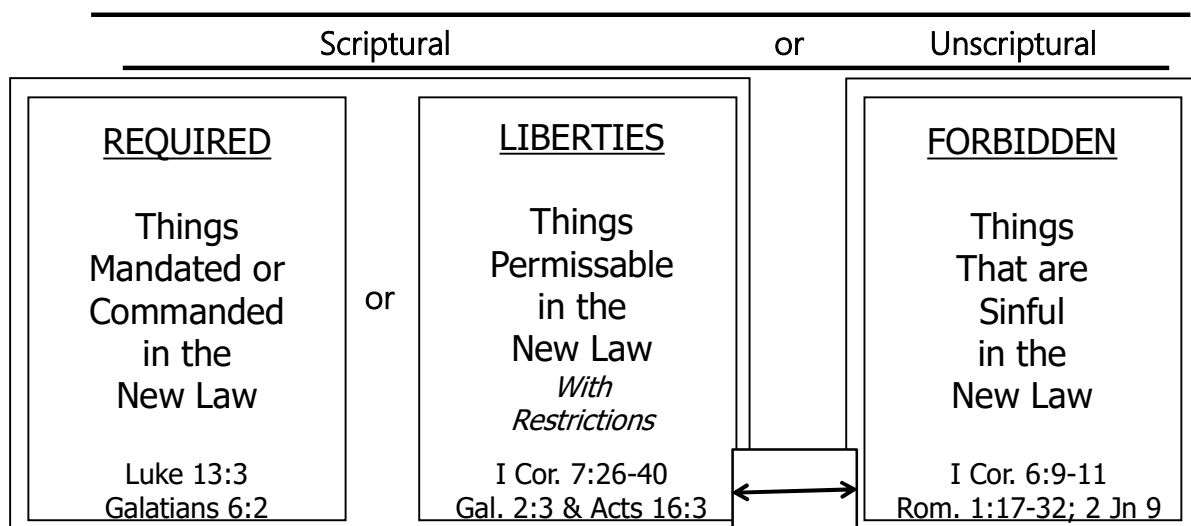 Scriptural or Unscriptural
REQUIRED
Things
Mandated or
Commanded
in the
New Law
Luke 13:3
Galatians 6:2
or
LIBERTIES
Things
Permissable
in the
New Law
With
Restrictions
I Cor. 7:26-40
Gal. 2:3 & Acts 16:3
FORBIDDEN
Things
That are
Sinful
in the
New Law
I Cor. 6:9-11
Rom. 1:17-32; 2 Jn 9